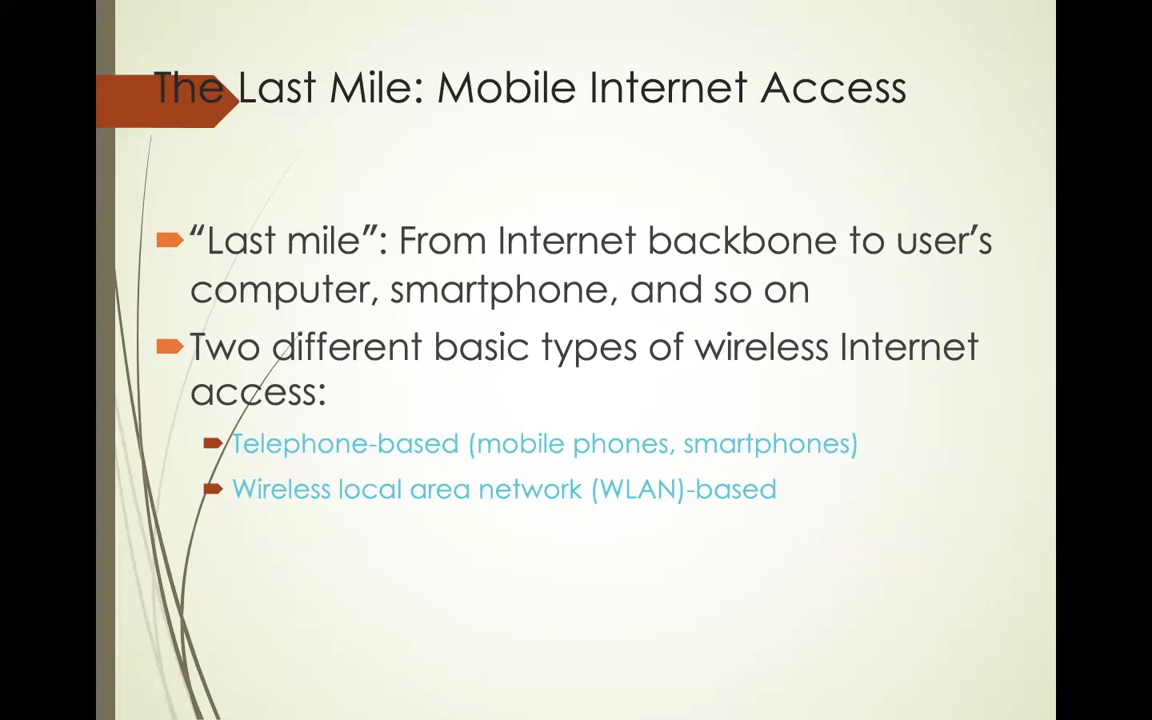 The Last Mile: Mobile Internet Access
“Last mile”: From Internet backbone to user’s
computer, smartphone, and so on
Two different basic types of wireless Internet
access:
Telephone-based (mobile phones, smartphones)
Wireless local area network (WLAN)-based